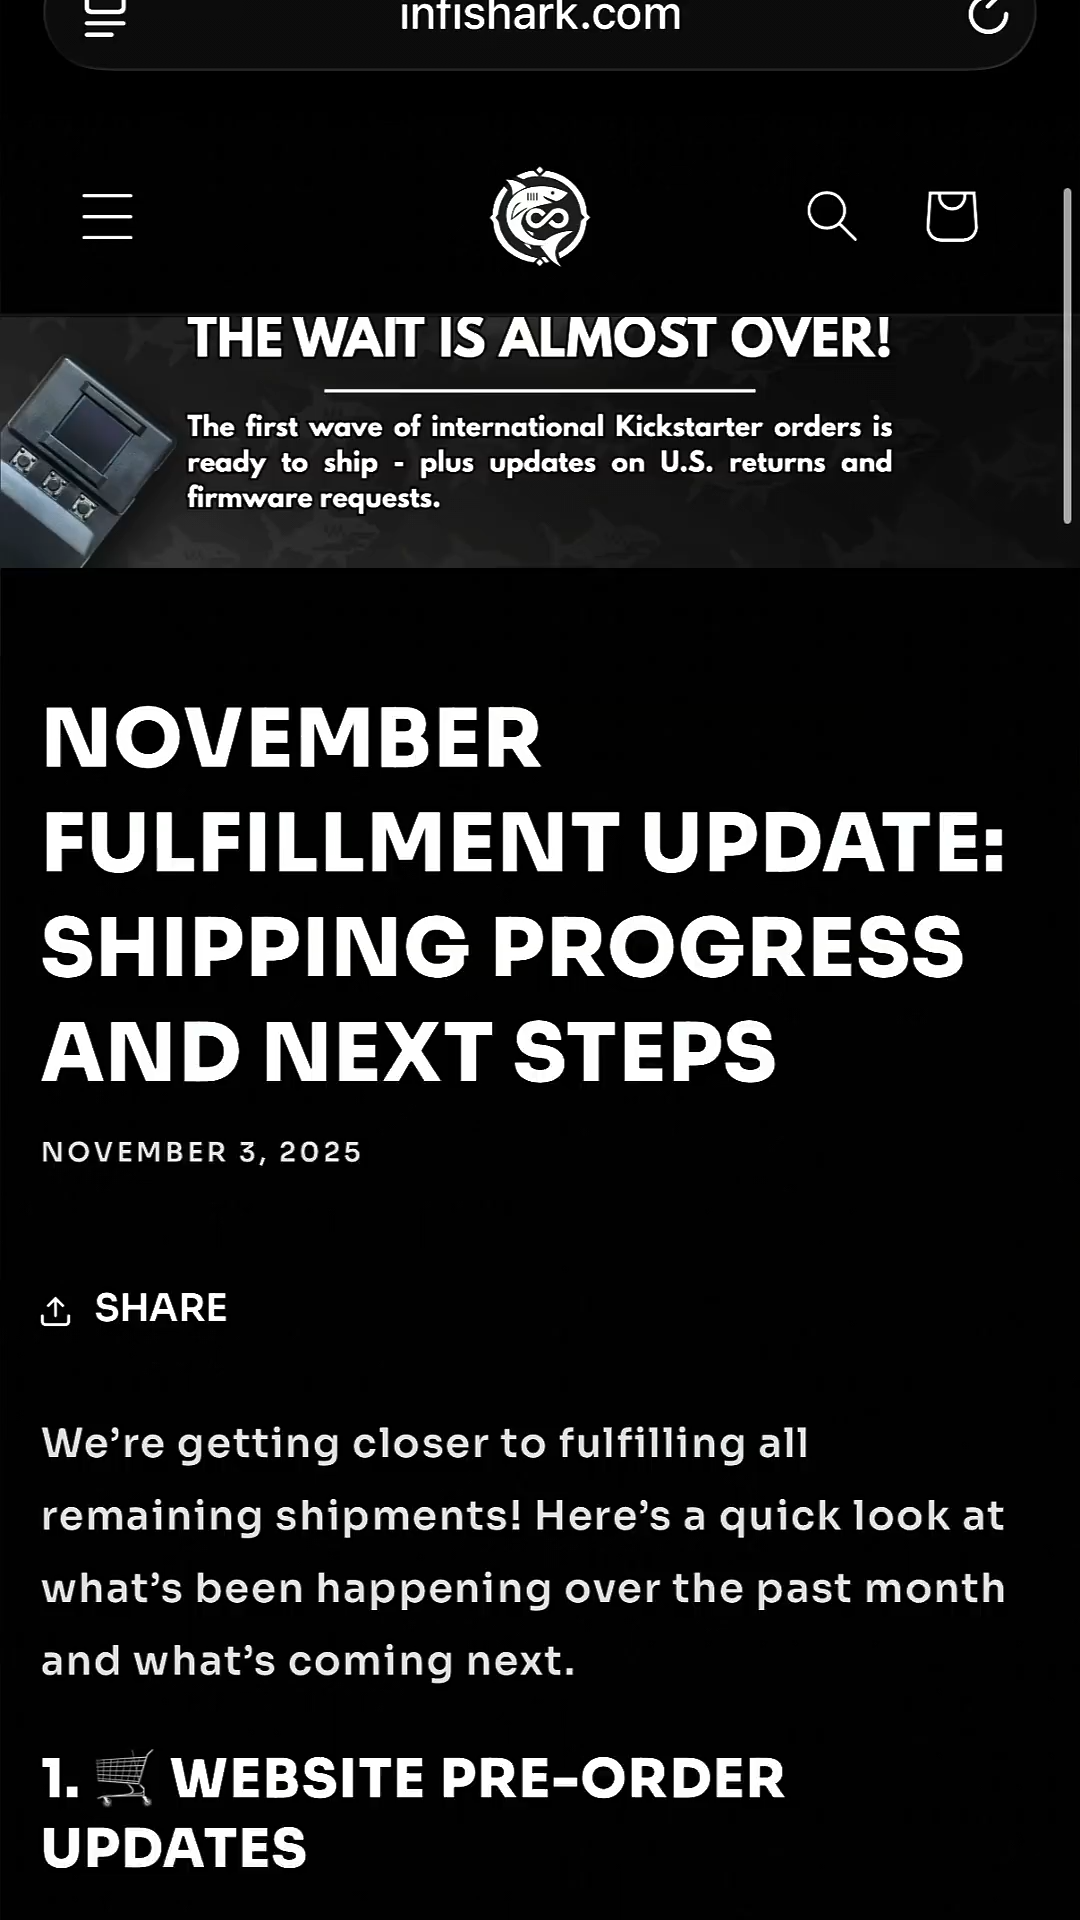 infishark.com
THE WAIT IS ALMOST OVER!
The first wave of international Kickstarter orders is
ready to ship - plus updates on U.S. returns and
firmware requests.
NOVEMBER
FULFILLMENT UPDATE:
SHIPPING PROGRESS
AND NEXT STEPS
NOVEMBER 3, 2025
SHARE
We’re getting closer to fulfilling all
remaining shipments! Here’s a quick look at
what’s been happening over the past month
and what’s coming next.
1. 🛒 WEBSITE PRE-ORDER
UPDATES